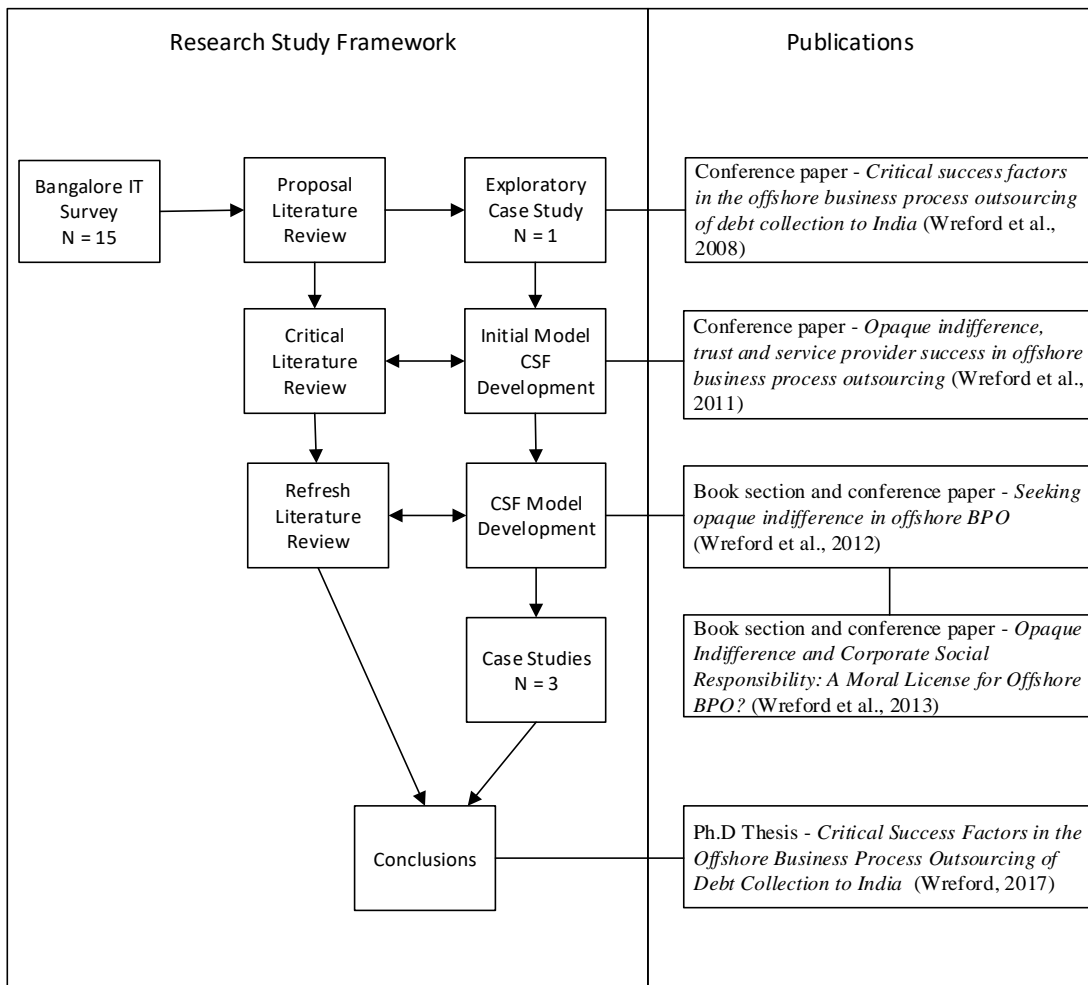 Research Study Framework
Publications
Bangalore IT
Survey
N = 15
Proposal
Literature
Review
Exploratory
Case Study
N = 1
Conference paper - Critical success factors
in the offshore business process outsourcing
of debt collection to India (Wreford et al.,
2008)
Critical
Literature
Review
Initial Model
CSF
Development
Conference paper - Opaque indifference,
trust and service provider success in offshore
business process outsourcing (Wreford et al.,
2011)
Refresh
Literature
Review
CSF Model
Development
Book section and conference paper - Seeking
opaque indifference in offshore BPO
(Wreford et al., 2012)
Case Studies
N = 3
Book section and conference paper - Opaque
Indifference and Corporate Social
Responsibility: A Moral License for Offshore
BPO? (Wreford et al., 2013)
Conclusions
Ph.D Thesis - Critical Success Factors in the
Offshore Business Process Outsourcing of
Debt Collection to India (Wreford, 2017)